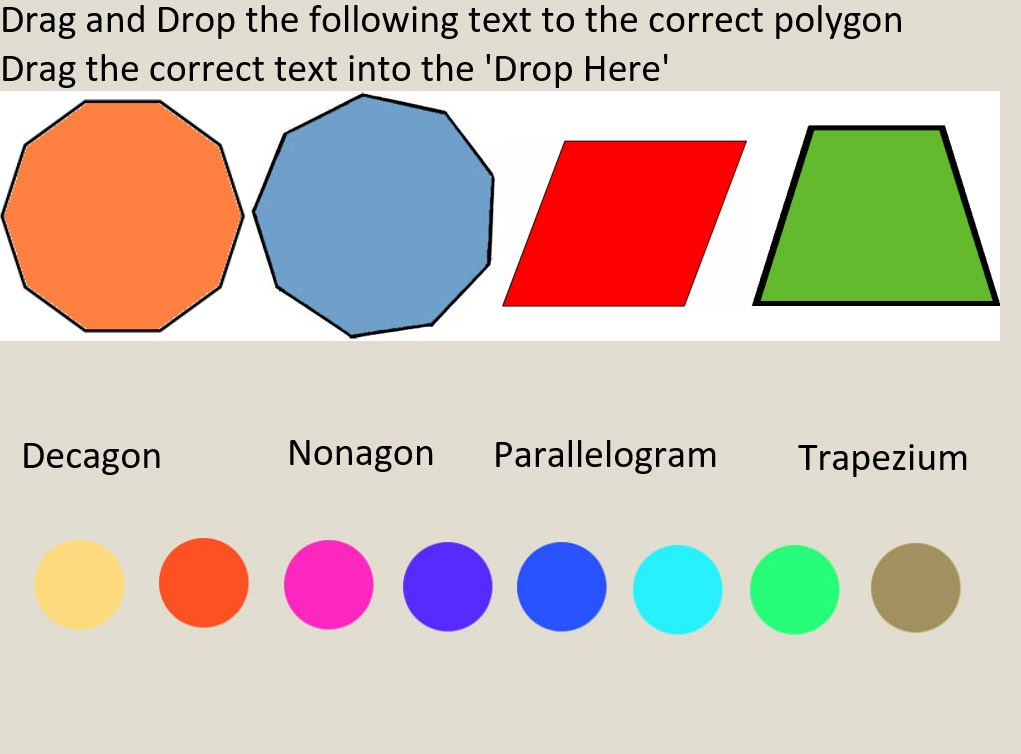 Drag and Drop the following text to the correct polygon
Drag the correct text into the 'Drop Here'
Decagon Nonagon Parallelogram Trapezium